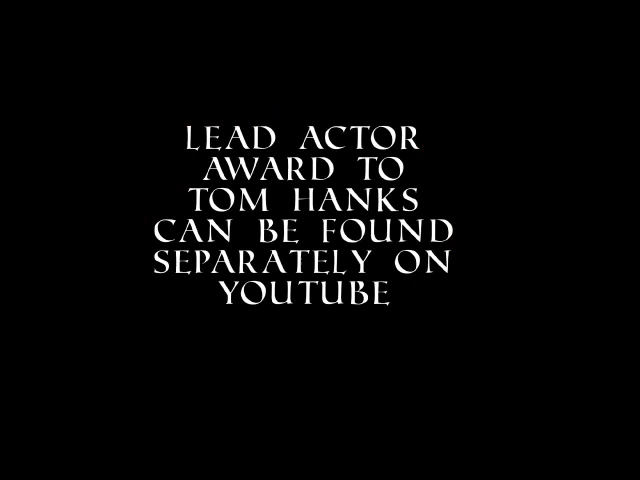 LEAD ACTOR
AWARD TO
TOM HANKS
CAN BE FOUND
SEPARATELY ON
YOUTUBE